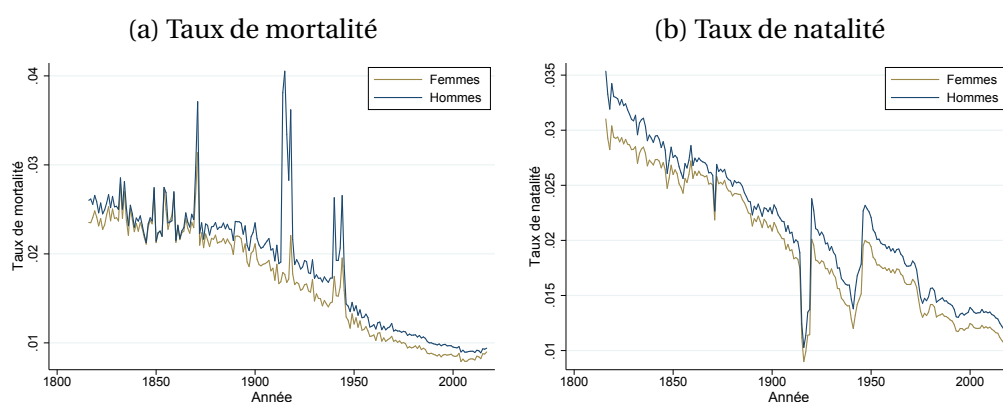 (a) Taux de mortalité
.04
.03
.02
.01
Taux de mortalité
Femmes
Hommes
1800 1850 1900 1950 2000
Année
(b) Taux de natalité
.035
.03
.025
.02
.015
.01
Taux de natalité
Femmes
Hommes
1800 1850 1900 1950 2000
Année